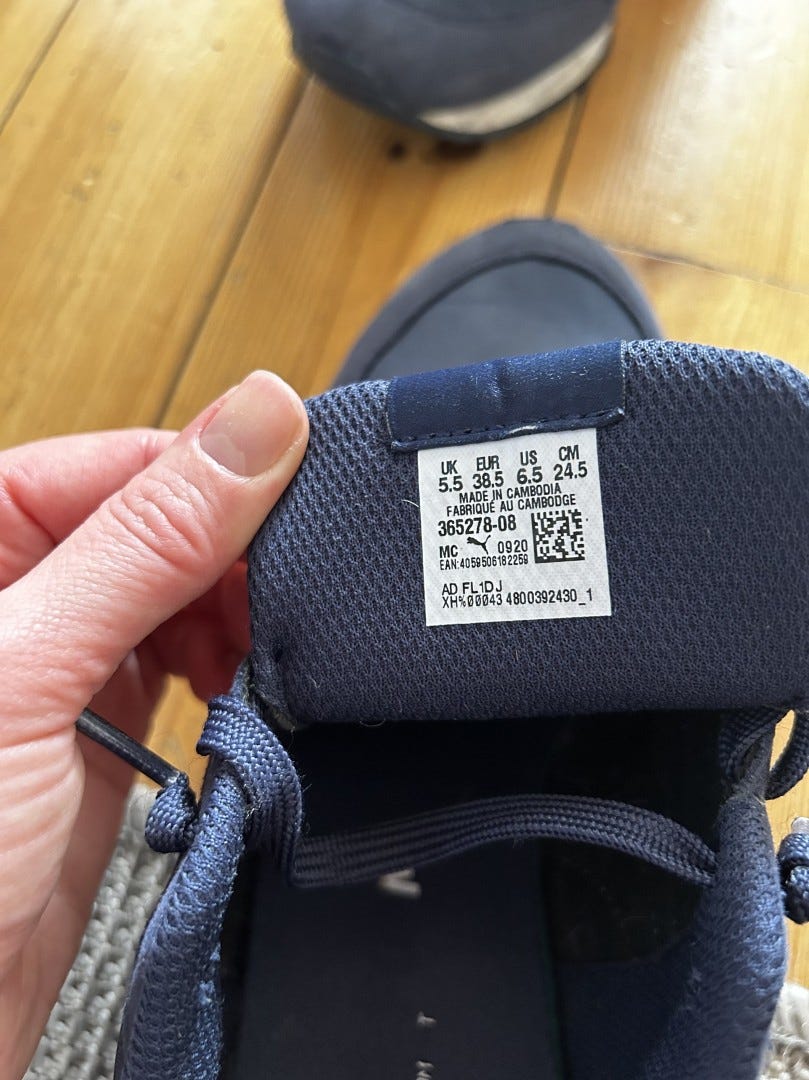 UK EUR US CM
5.5 38.5 6.5 24.5
MADE IN CAMBODIA
FABRIQUÉ AU CAMBODGE
365278-08
MC 0920
EAN:4059506182259
AD FL1DJ
XH%00043 4800392430_1